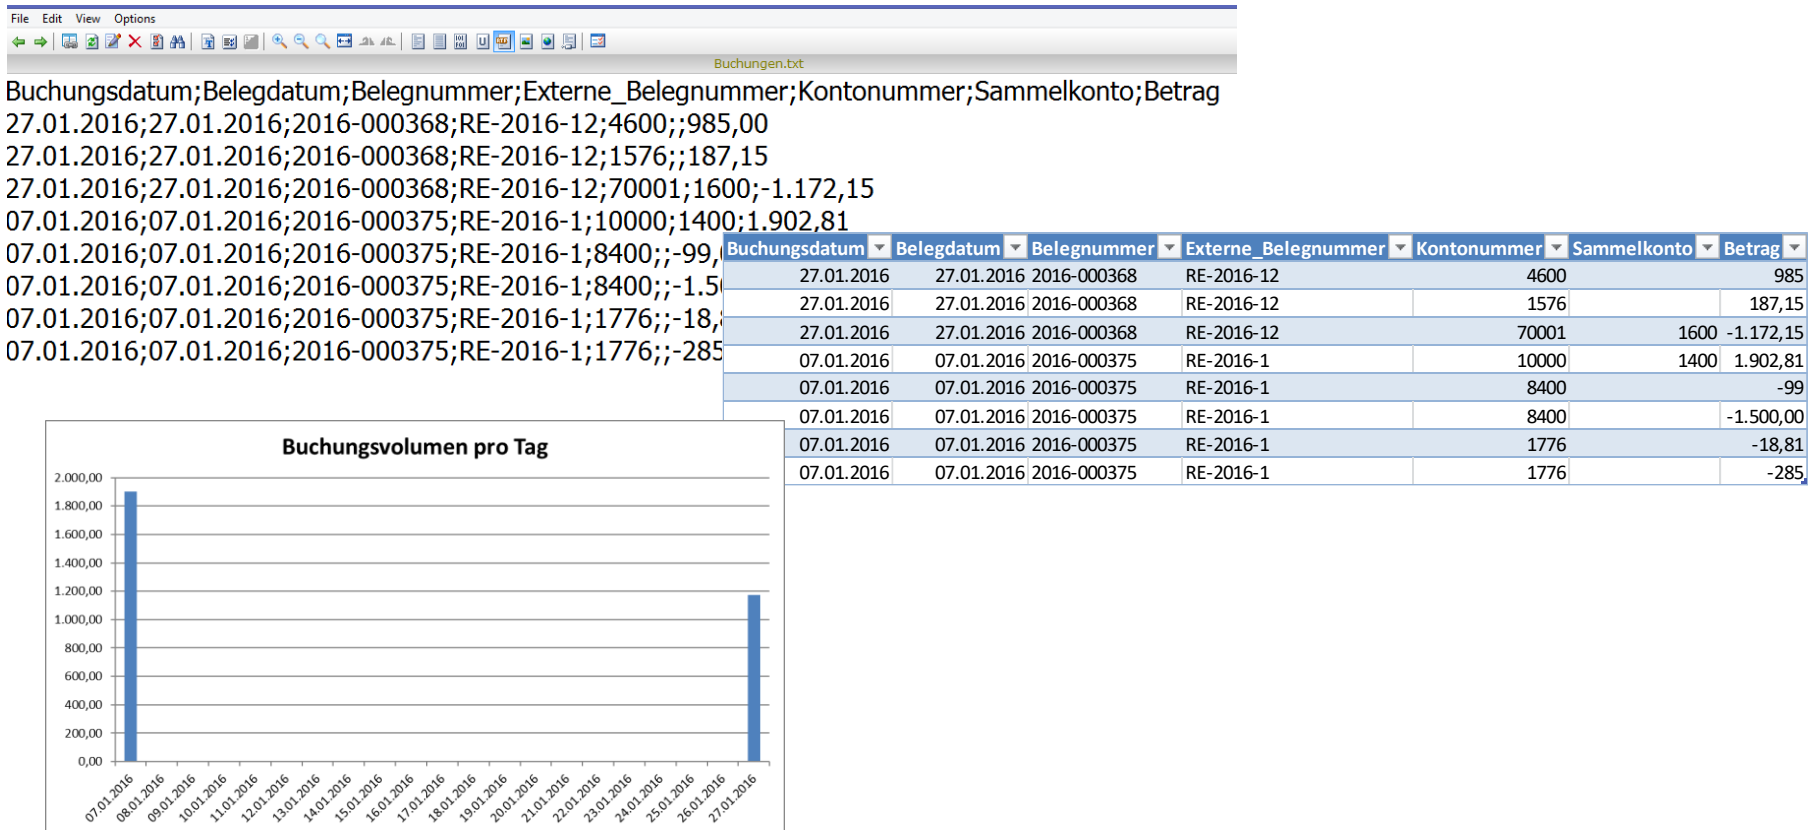 File Edit View Options
Buchungen.txt
Buchungsdatum;Belegdatum;Belegnummer;Externe_Belegnummer;Kontonummer;Sammelkonto;Betrag
27.01.2016;27.01.2016;2016-000368;RE-2016-12;4600;;985,00
27.01.2016;27.01.2016;2016-000368;RE-2016-12;1576;;187,15
27.01.2016;27.01.2016;2016-000368;RE-2016-12;70001;1600;-1.172,15
07.01.2016;07.01.2016;2016-000375;RE-2016-1;10000;1400;1.902,81
07.01.2016;07.01.2016;2016-000375;RE-2016-1;8400;;-99,
07.01.2016;07.01.2016;2016-000375;RE-2016-1;8400;;-1.5
07.01.2016;07.01.2016;2016-000375;RE-2016-1;1776;;-18,
07.01.2016;07.01.2016;2016-000375;RE-2016-1;1776;;-285
Buchungsdatum Belegdatum Belegnummer Externe_Belegnummer Kontonummer Sammelkonto Betrag
27.01.2016 27.01.2016 2016-000368 RE-2016-12 4600 985
27.01.2016 27.01.2016 2016-000368 RE-2016-12 1576 187,15
27.01.2016 27.01.2016 2016-000368 RE-2016-12 70001 1600 -1.172,15
07.01.2016 07.01.2016 2016-000375 RE-2016-1 10000 1400 1.902,81
07.01.2016 07.01.2016 2016-000375 RE-2016-1 8400 -99
07.01.2016 07.01.2016 2016-000375 RE-2016-1 8400 -1.500,00
07.01.2016 07.01.2016 2016-000375 RE-2016-1 1776 -18,81
07.01.2016 07.01.2016 2016-000375 RE-2016-1 1776 -285
Buchungsvolumen pro Tag
2.000,00
1.800,00
1.600,00
1.400,00
1.200,00
1.000,00
800,00
600,00
400,00
200,00
0,00
07.01.2016 08.01.2016 09.01.2016 10.01.2016 11.01.2016 12.01.2016 13.01.2016 14.01.2016 15.01.2016 16.01.2016 17.01.2016 18.01.2016 19.01.2016 20.01.2016 21.01.2016 22.01.2016 23.01.2016 24.01.2016 25.01.2016 26.01.2016 27.01.2016